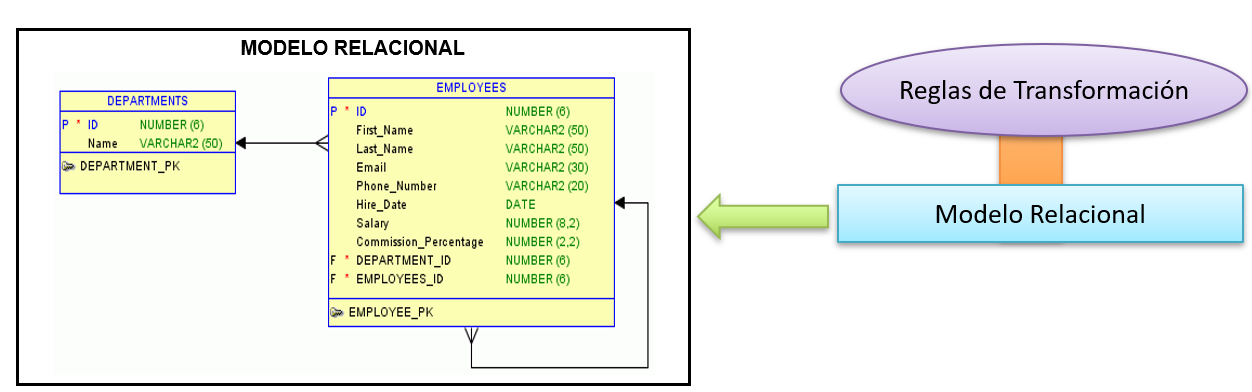 MODELO RELACIONAL
DEPARTMENTS
P * ID NUMBER (6)
Name VARCHAR2 (50)
DEPARTMENT_PK
EMPLOYEES
P * ID NUMBER (6)
First_Name VARCHAR2 (50)
Last_Name VARCHAR2 (50)
Email VARCHAR2 (30)
Phone_Number VARCHAR2 (20)
Hire_Date DATE
Salary NUMBER (8,2)
Commission_Percentage NUMBER (2,2)
F * DEPARTMENT_ID NUMBER (6)
F * EMPLOYEES_ID NUMBER (6)
EMPLOYEE_PK
Reglas de Transformación
Modelo Relacional